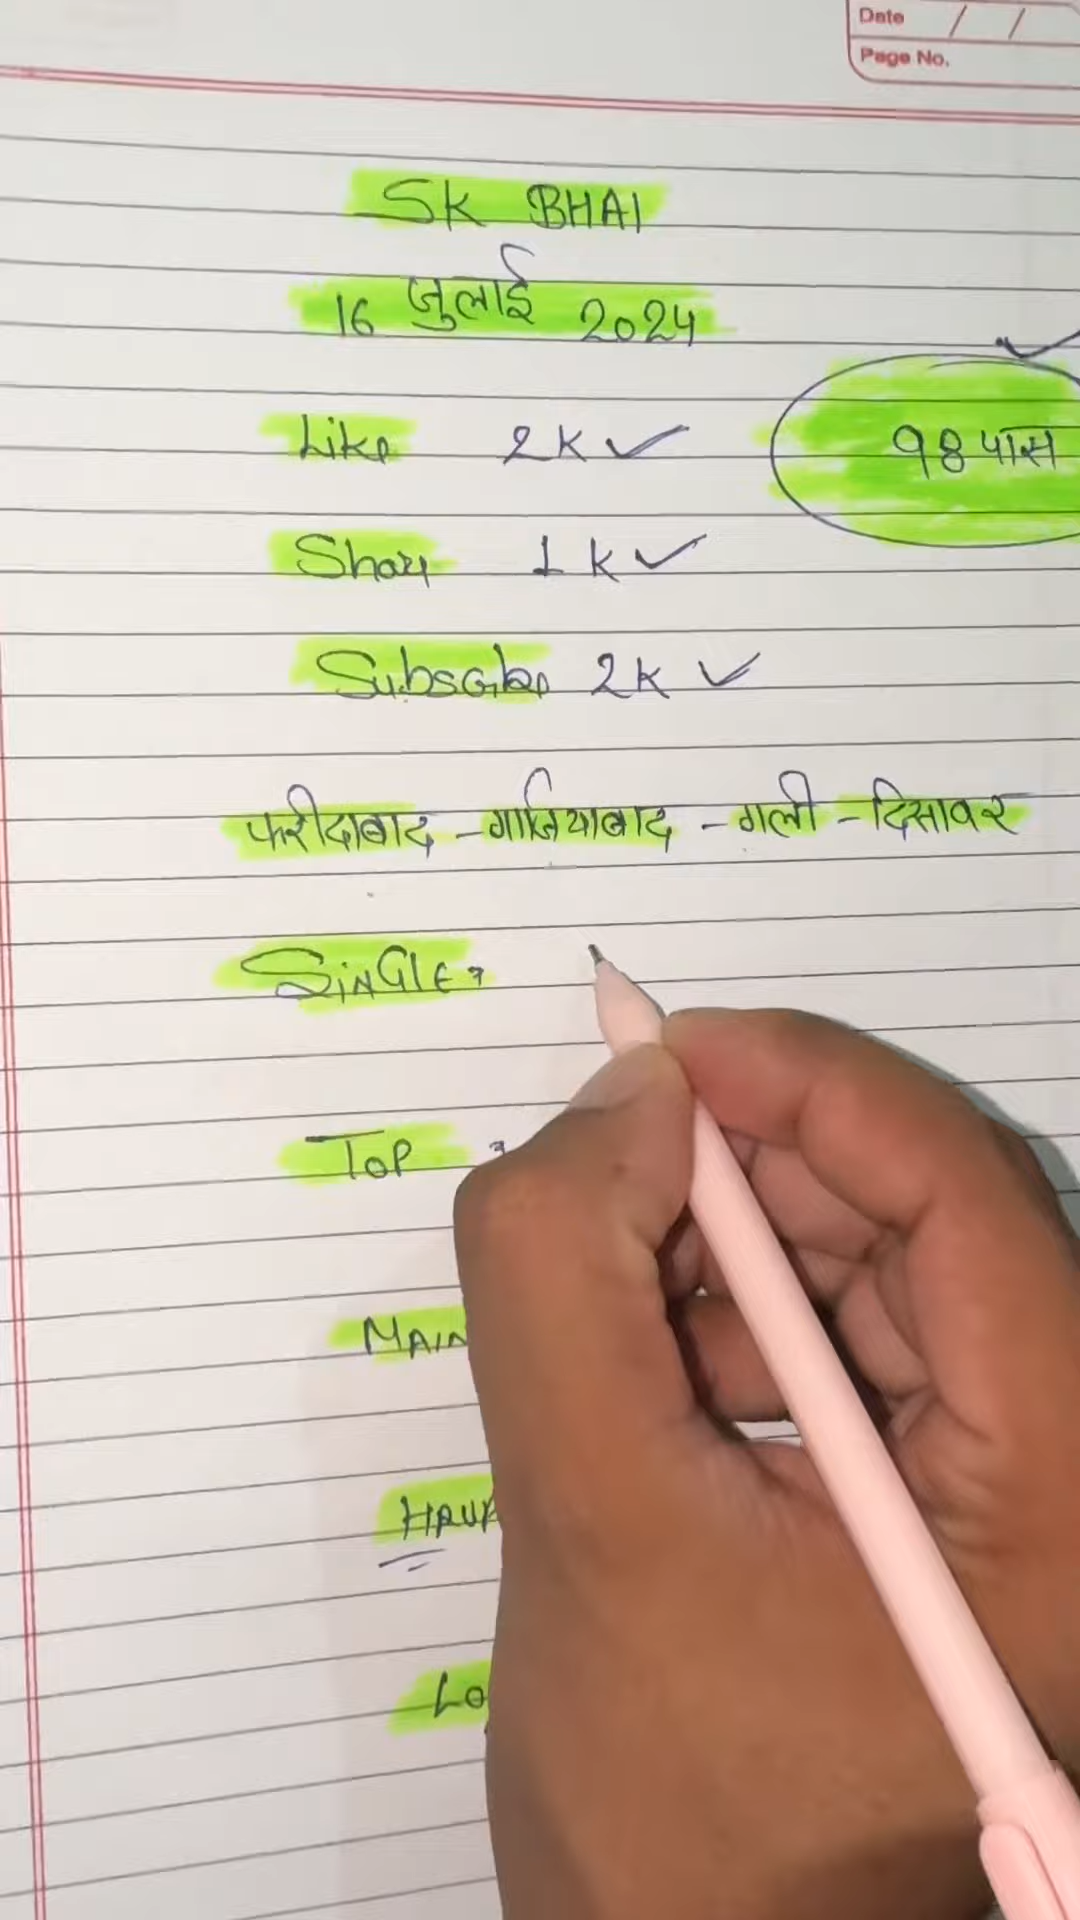 Date / /
Page No.
SK BHAI
16 जुलाई 2024
Like 2K ✓
98 पास
Share 1K ✓
Subscribe 2K ✓
फरीदाबाद - गाजियाबाद - गली - दिसावर
SiNGlE
ToP
MAIN